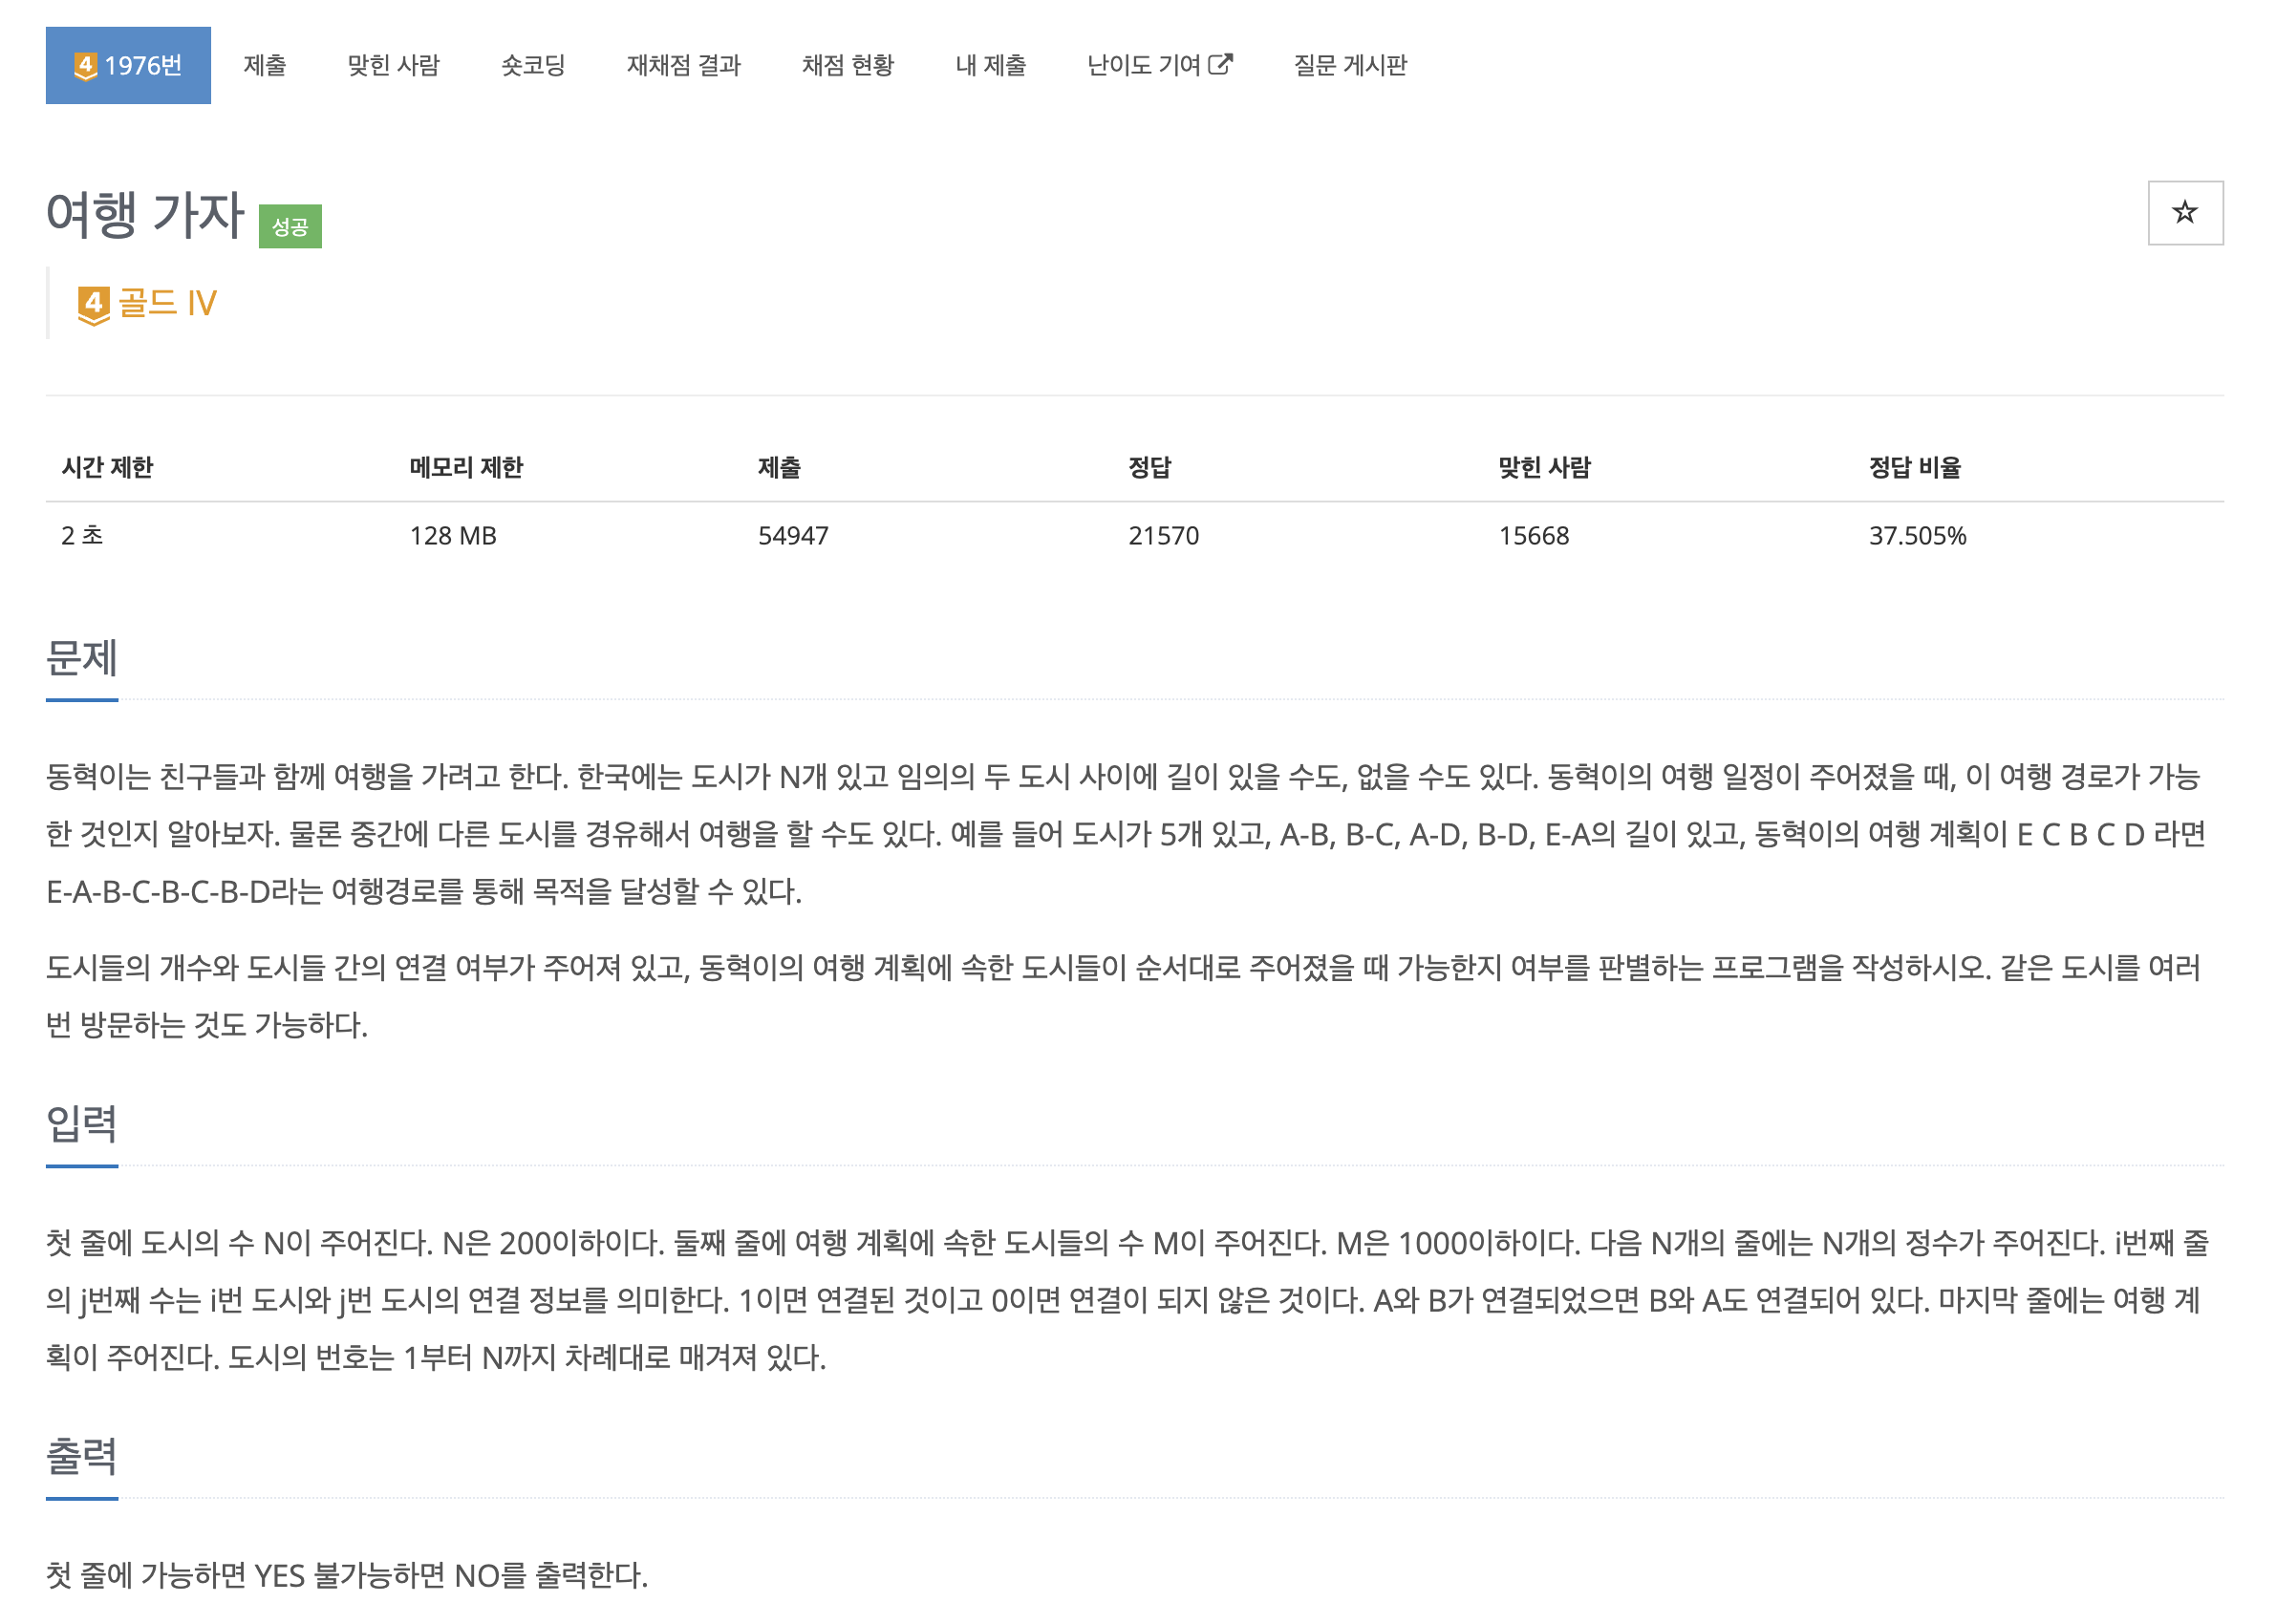 4 1976번 제출 맞힌 사람 숏코딩 재채점 결과 채점 현황 내 제출 난이도 기여 질문 게시판
여행 가자 성공
4 골드 IV
시간 제한 메모리 제한 제출 정답 맞힌 사람 정답 비율
2 초 128 MB 54947 21570 15668 37.505%
문제
동혁이는 친구들과 함께 여행을 가려고 한다. 한국에는 도시가 N개 있고 임의의 두 도시 사이에 길이 있을 수도, 없을 수도 있다. 동혁이의 여행 일정이 주어졌을 때, 이 여행 경로가 가능
한 것인지 알아보자. 물론 중간에 다른 도시를 경유해서 여행을 할 수도 있다. 예를 들어 도시가 5개 있고, A-B, B-C, A-D, B-D, E-A의 길이 있고, 동혁이의 여행 계획이 E C B C D 라면
E-A-B-C-B-C-B-D라는 여행경로를 통해 목적을 달성할 수 있다.
도시들의 개수와 도시들 간의 연결 여부가 주어져 있고, 동혁이의 여행 계획에 속한 도시들이 순서대로 주어졌을 때 가능한지 여부를 판별하는 프로그램을 작성하시오. 같은 도시를 여러
번 방문하는 것도 가능하다.
입력
첫 줄에 도시의 수 N이 주어진다. N은 200이하이다. 둘째 줄에 여행 계획에 속한 도시들의 수 M이 주어진다. M은 1000이하이다. 다음 N개의 줄에는 N개의 정수가 주어진다. i번째 줄
의 j번째 수는 i번 도시와 j번 도시의 연결 정보를 의미한다. 1이면 연결된 것이고 0이면 연결이 되지 않은 것이다. A와 B가 연결되었으면 B와 A도 연결되어 있다. 마지막 줄에는 여행 계
획이 주어진다. 도시의 번호는 1부터 N까지 차례대로 매겨져 있다.
출력
첫 줄에 가능하면 YES 불가능하면 NO를 출력한다.